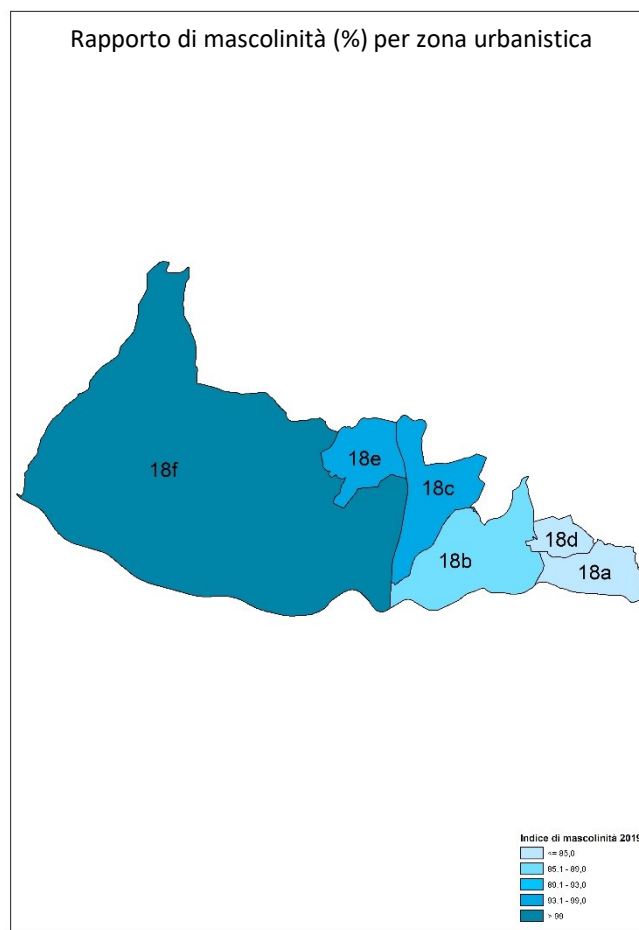 Rapporto di mascolinità (%) per zona urbanistica
18f
18e
18c
18d
18b
18a
Indice di mascolinità 2019
<= 85,0
85.1 - 89,0
89.1 - 93,0
93.1 - 99,0
> 99